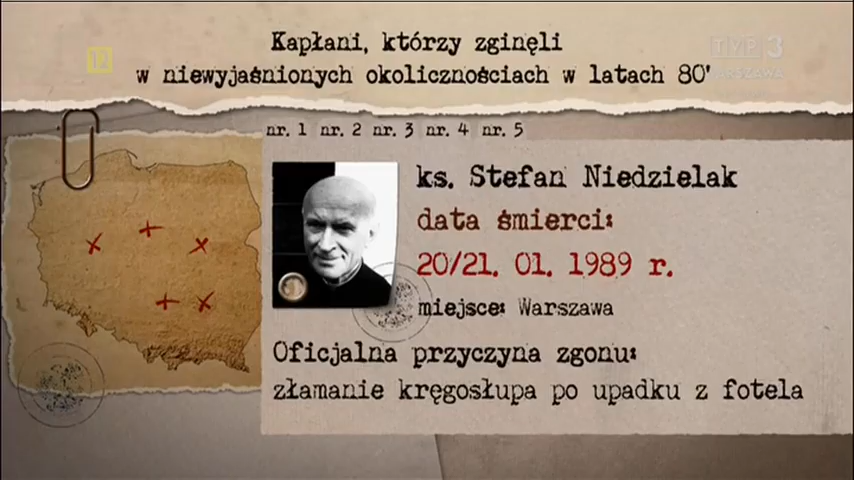 Kapłani, którzy zginęli
w niewyjaśnionych okolicznościach w latach 80'
12
TVP 3
WARSZAWA
nr. 1 nr. 2 nr. 3 nr. 4 nr. 5
ks. Stefan Niedzielak
data śmierci:
20/21. 01. 1989 r.
miejsce: Warszawa
Oficjalna przyczyna zgonu:
złamanie kręgosłupa po upadku z fotela